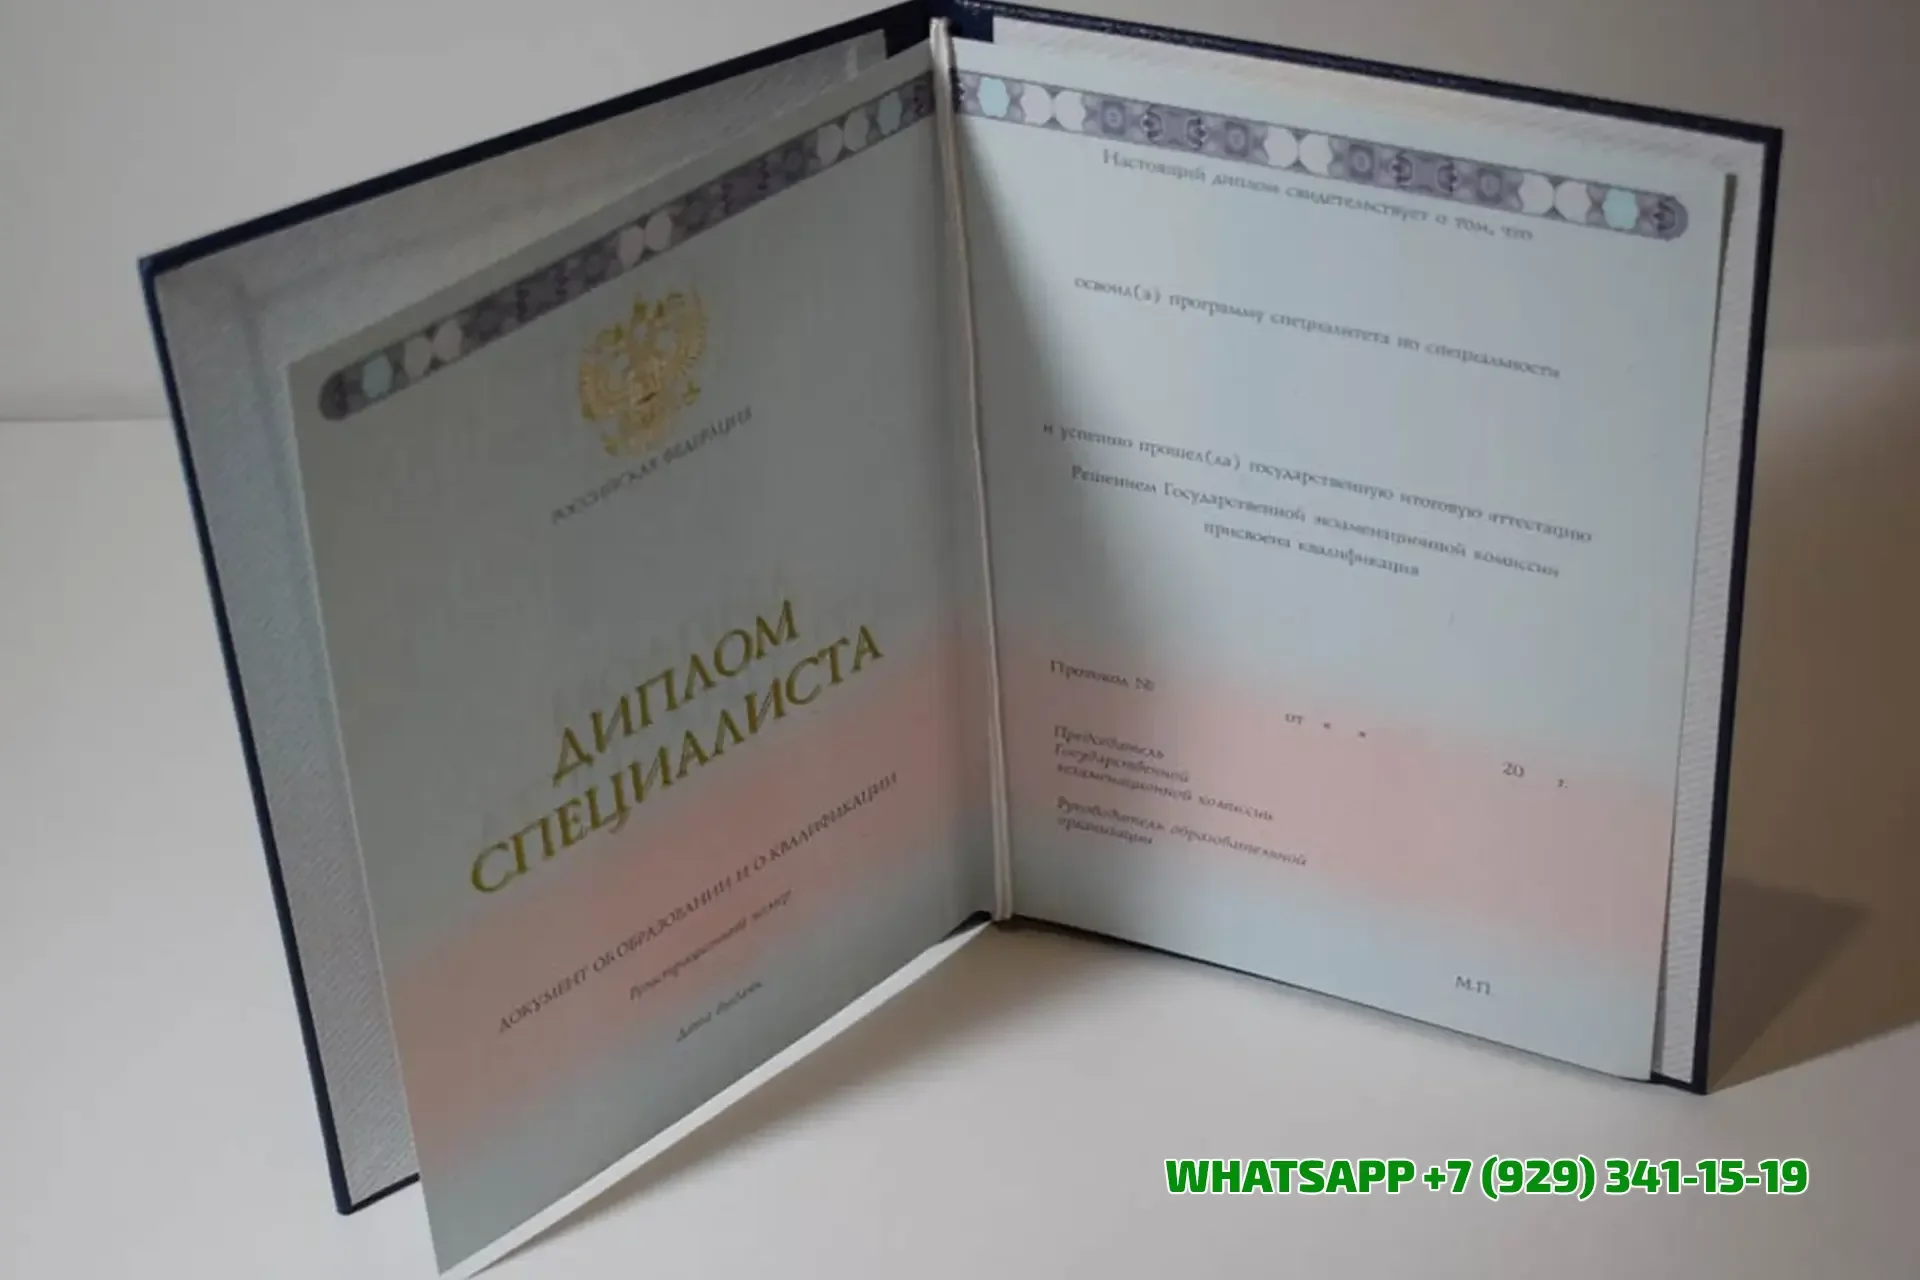 РОССИЙСКАЯ ФЕДЕРАЦИЯ
ДИПЛОМ
СПЕЦИАЛИСТА
ДОКУМЕНТ ОБ ОБРАЗОВАНИИ И О КВАЛИФИКАЦИИ
Регистрационный номер
Дата выдачи
Настоящий диплом свидетельствует о том, что
освоил(а) программу специалитета по специальности
и успешно прошел(ла) государственную итоговую аттестацию
Решением Государственной экзаменационной комиссии
присвоена квалификация
Протокол №
от « » 20 г.
Председатель
Государственной
экзаменационной комиссии
Руководитель образовательной
организации
М.П.
WHATSAPP +7 (929) 341-15-19